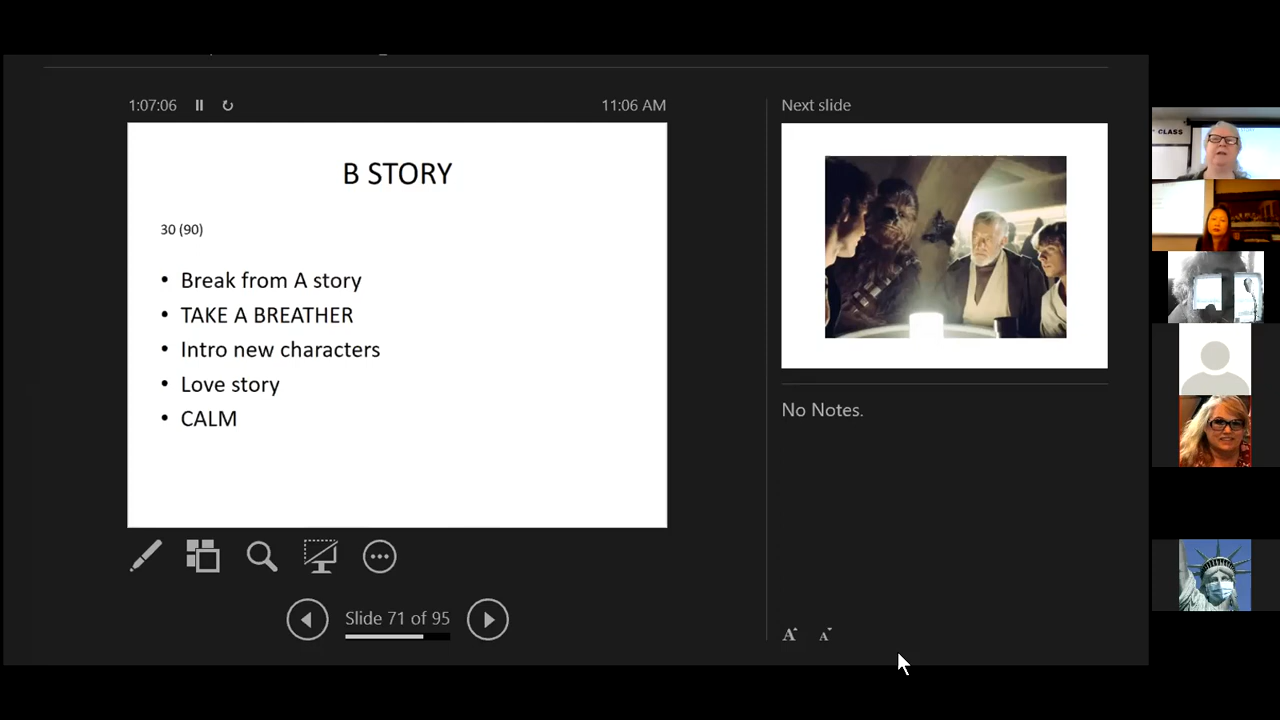 1:07:06
11:06 AM
Next slide
B STORY
30 (90)
• Break from A story
• TAKE A BREATHER
• Intro new characters
• Love story
• CALM
No Notes.
Slide 71 of 95
A A
CLASS